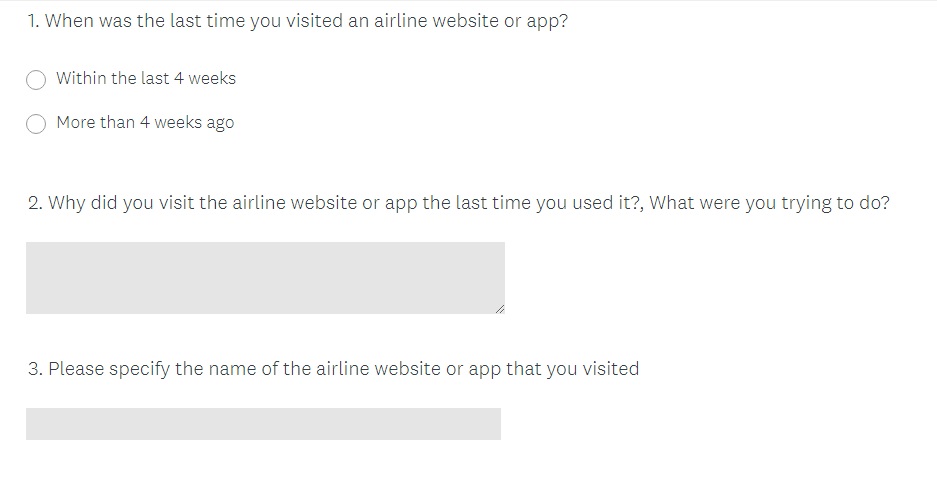 1. When was the last time you visited an airline website or app?
Within the last 4 weeks
More than 4 weeks ago
2. Why did you visit the airline website or app the last time you used it?, What were you trying to do?
3. Please specify the name of the airline website or app that you visited